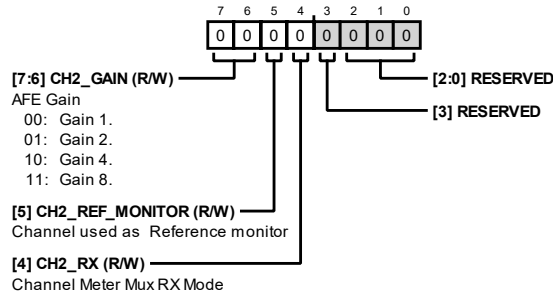 7 6 5 4 3 2 1 0
0 0 0 0 0 0 0 0
[7:6] CH2_GAIN (R/W)
AFE Gain
00: Gain 1.
01: Gain 2.
10: Gain 4.
11: Gain 8.
[5] CH2_REF_MONITOR (R/W)
Channel used as Reference monitor
[4] CH2_RX (R/W)
Channel Meter Mux RX Mode
[2:0] RESERVED
[3] RESERVED